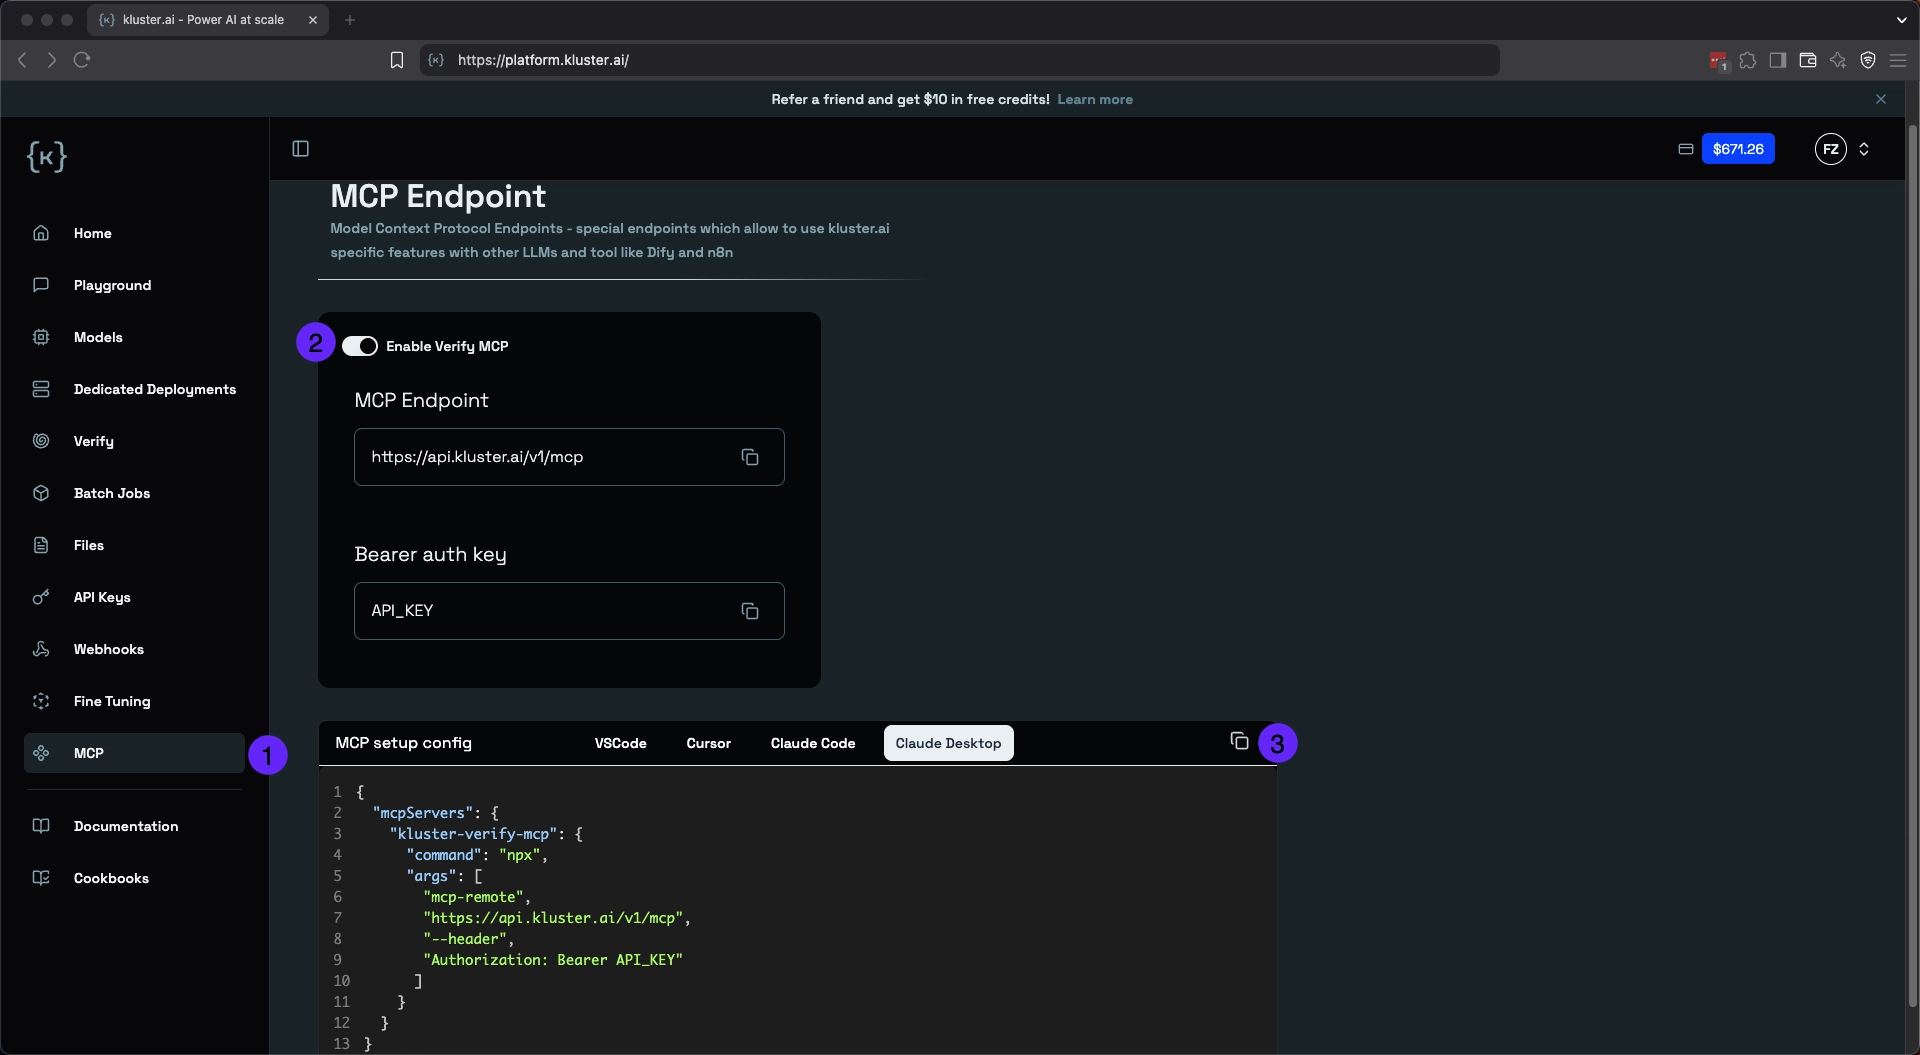 {ĸ} kluster.ai - Power AI at scale
{ĸ} https://platform.kluster.ai/
1
Refer a friend and get $10 in free credits! Learn more
{ĸ}
$671.26
FZ
Home
Playground
Models
Dedicated Deployments
Verify
Batch Jobs
Files
API Keys
Webhooks
Fine Tuning
MCP
1
Documentation
Cookbooks
MCP Endpoint
Model Context Protocol Endpoints - special endpoints which allow to use kluster.ai
specific features with other LLMs and tool like Dify and n8n
2
Enable Verify MCP
MCP Endpoint
https://api.kluster.ai/v1/mcp
Bearer auth key
API_KEY
MCP setup config VSCode Cursor Claude Code Claude Desktop
3
1 {
2 "mcpServers": {
3 "kluster-verify-mcp": {
4 "command": "npx",
5 "args": [
6 "mcp-remote",
7 "https://api.kluster.ai/v1/mcp",
8 "--header",
9 "Authorization: Bearer API_KEY"
10 ]
11 }
12 }
13 }